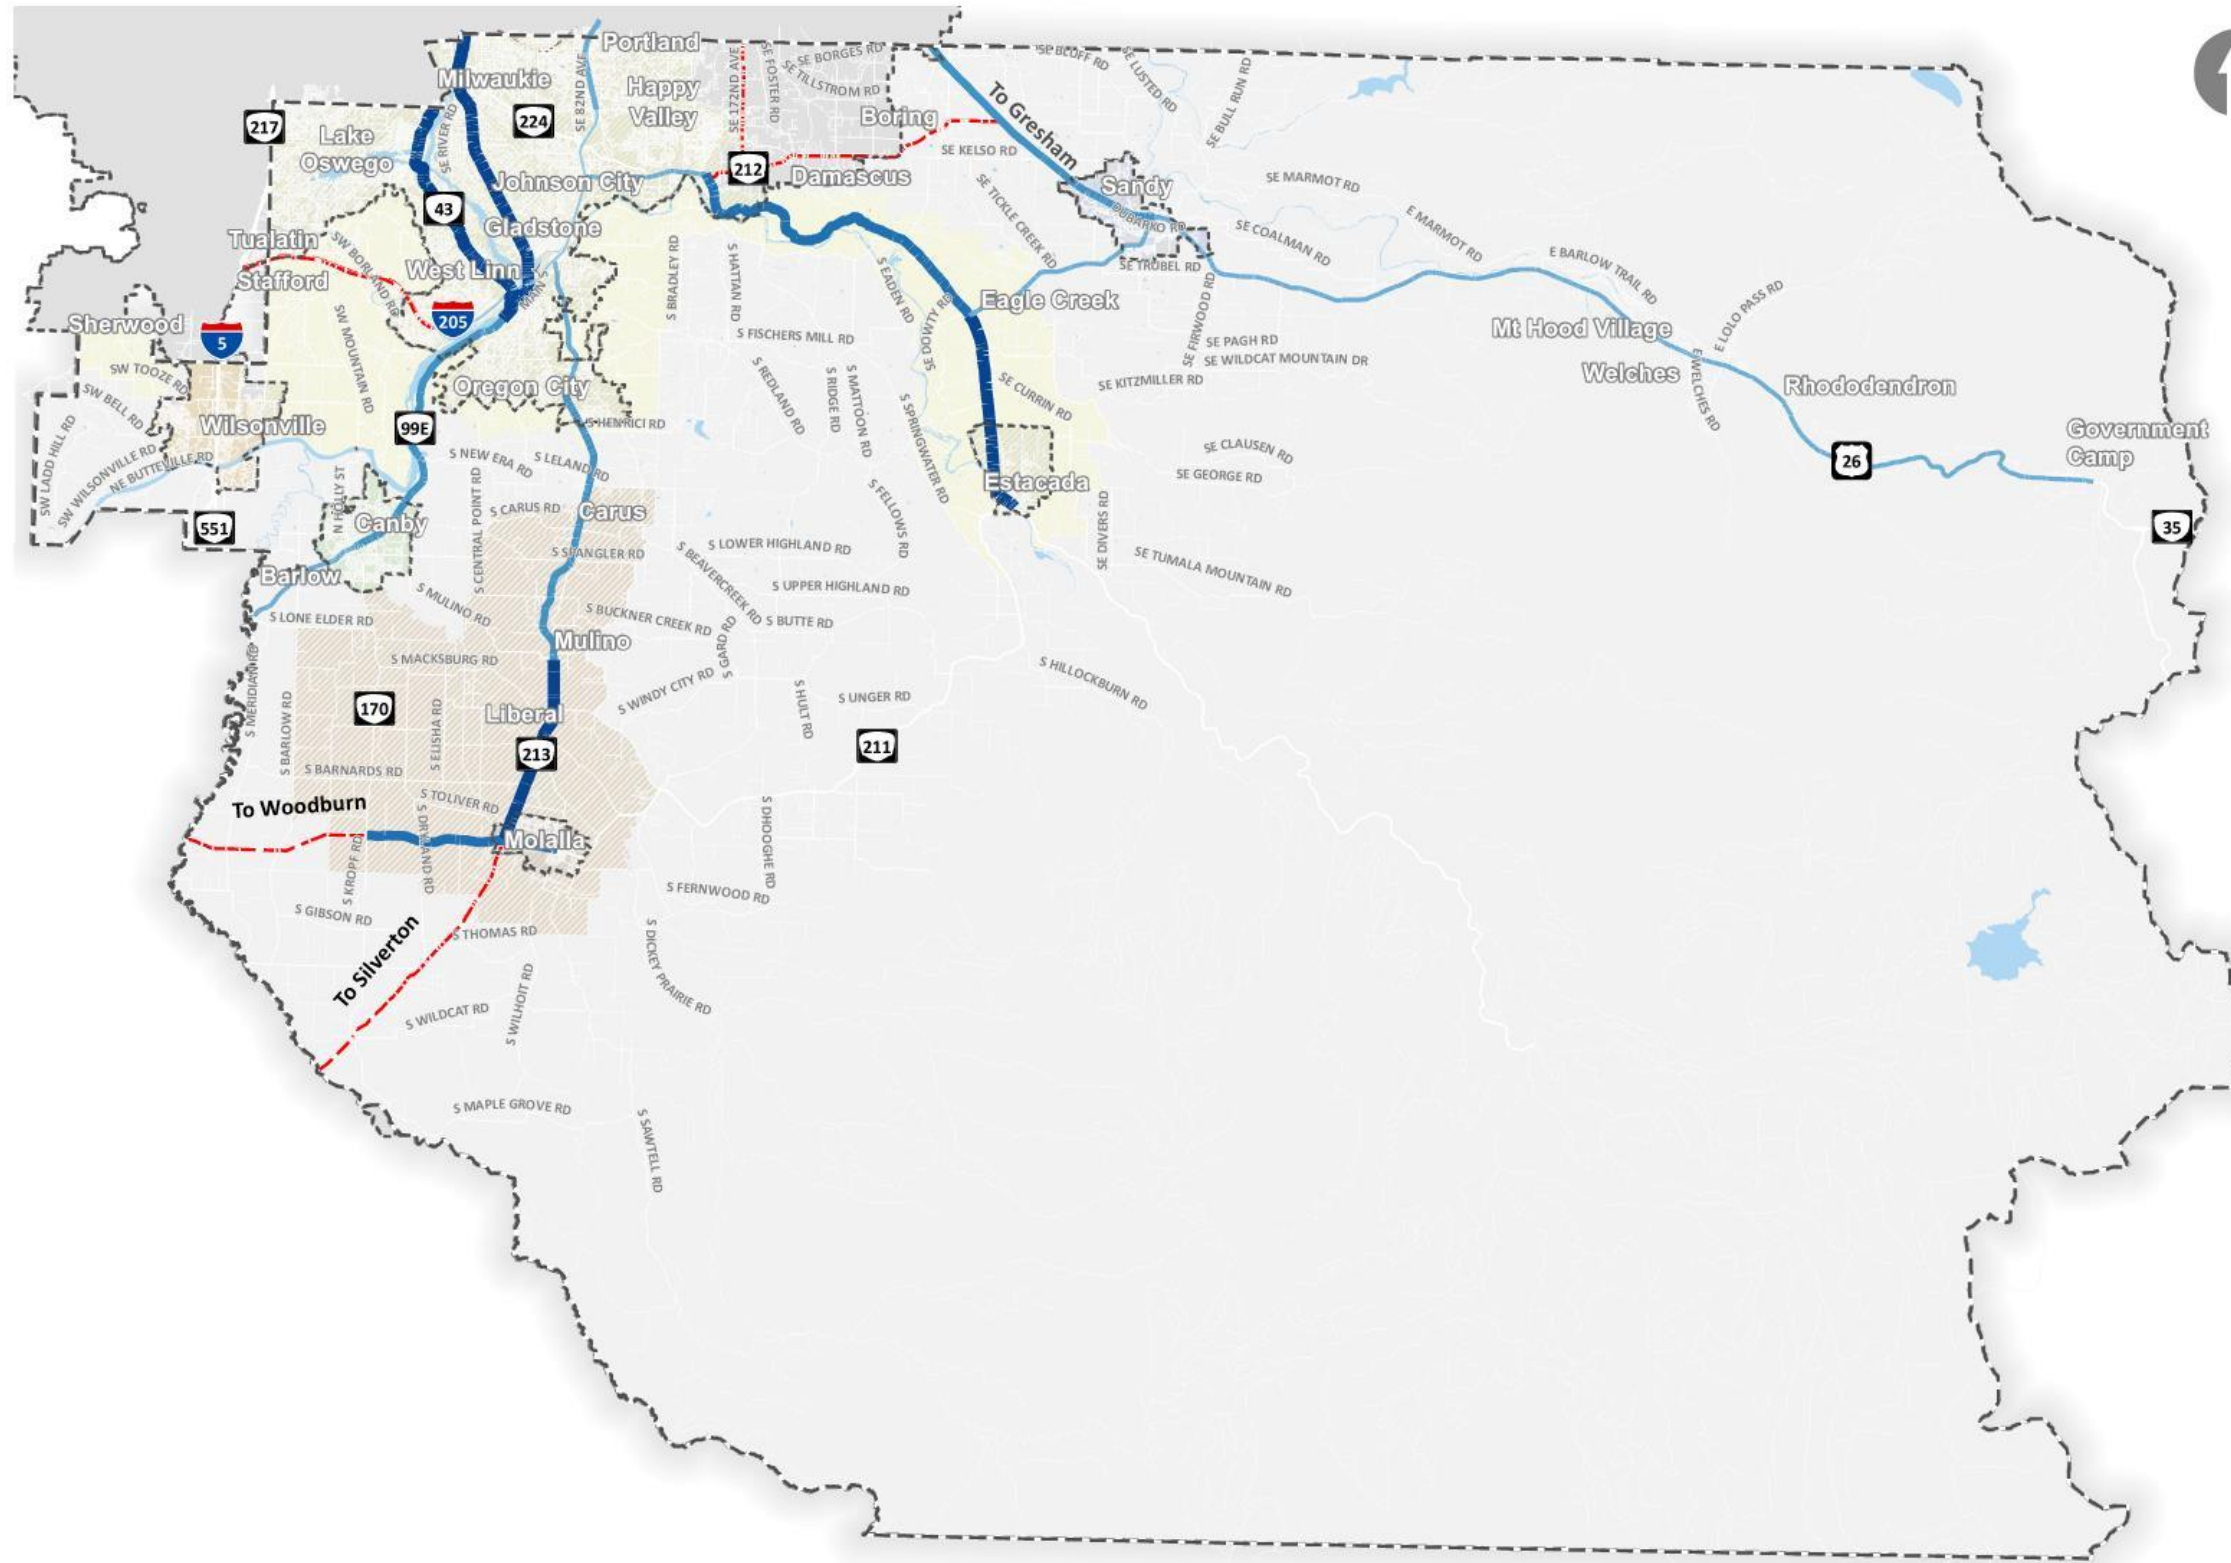 Portland
Milwaukie
224
SE 82ND AVE
Happy
Valley
SE 172ND AVE
SE FOSTER RD
SE BORGES RD
SE TILLSTROM RD
Boring
SE BLUFF RD
SE LUSTED RD
SE BULL RUN RD
To Gresham
217
Lake
Oswego
SE RIVER RD
SE KELSO RD
212
Damascus
Johnson City
43
Gladstone
SE TICKLE CREEK RD
Sandy
DUBARKO RD
SE MARMOT RD
E MARMOT RD
SE COALMAN RD
E BARLOW TRAIL RD
E LOLO PASS RD
Tualatin
Stafford
SW BORLAND RD
West Linn
MAIN S
205
S BRADLEY RD
S HATTAN RD
S EADEN RD
SE DOWTY RD
SE TRUBEL RD
Eagle Creek
SE FIRWOOD RD
Sherwood
5
SW MOUNTAIN RD
S FISCHERS MILL RD
SE PAGH RD
SE WILDCAT MOUNTAIN DR
Mt Hood Village
Welches
E WELCHES RD
Rhododendron
SW TOOZE RD
SW BELL RD
Oregon City
S REDLAND RD
S RIDGE RD
S MATTOON RD
S SPRINGWATER RD
SE CURRIN RD
SE KITZMILLER RD
SW LADD HILL RD
Wilsonville
99E
S HENRICI RD
Government
Camp
26
SW WILSONVILLE RD
NE BUTTEVILLE RD
S NEW ERA RD
S LELAND RD
SE CLAUSEN RD
SE GEORGE RD
Estacada
551
N HOLLY ST
Canby
S CENTRAL POINT RD
S CARUS RD
Carus
S FELLOWS RD
SE DIVERS RD
35
S SPANGLER RD
S LOWER HIGHLAND RD
SE TUMALA MOUNTAIN RD
Barlow
S BEAVERCREEK RD
S UPPER HIGHLAND RD
S LONE ELDER RD
S MULINO RD
S BUCKNER CREEK RD
S BUTTE RD
Mulino
S GARD RD
S MERIDIAN RD
S MACKSBURG RD
S HILLOCKBURN RD
S WINDY CITY RD
S HULT RD
S UNGER RD
170
S BARLOW RD
S ELISHA RD
Liberal
213
211
S BARNARDS RD
S TOLIVER RD
To Woodburn
S DRYLAND RD
S KROPF RD
Molalla
S DHOOGHE RD
S FERNWOOD RD
S GIBSON RD
S THOMAS RD
To Silverton
S DICKEY PRAIRIE RD
S WILDCAT RD
S WILHOIT RD
S MAPLE GROVE RD
S SAWTELL RD